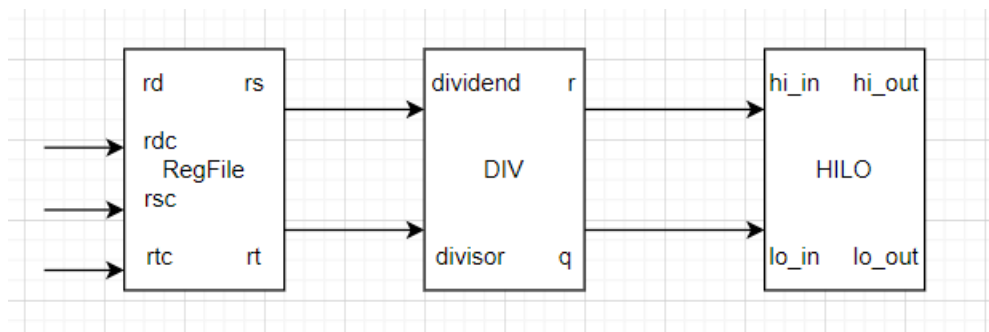 rd rs
rdc
RegFile
rsc
rtc rt
dividend r
DIV
divisor q
hi_in hi_out
HILO
lo_in lo_out